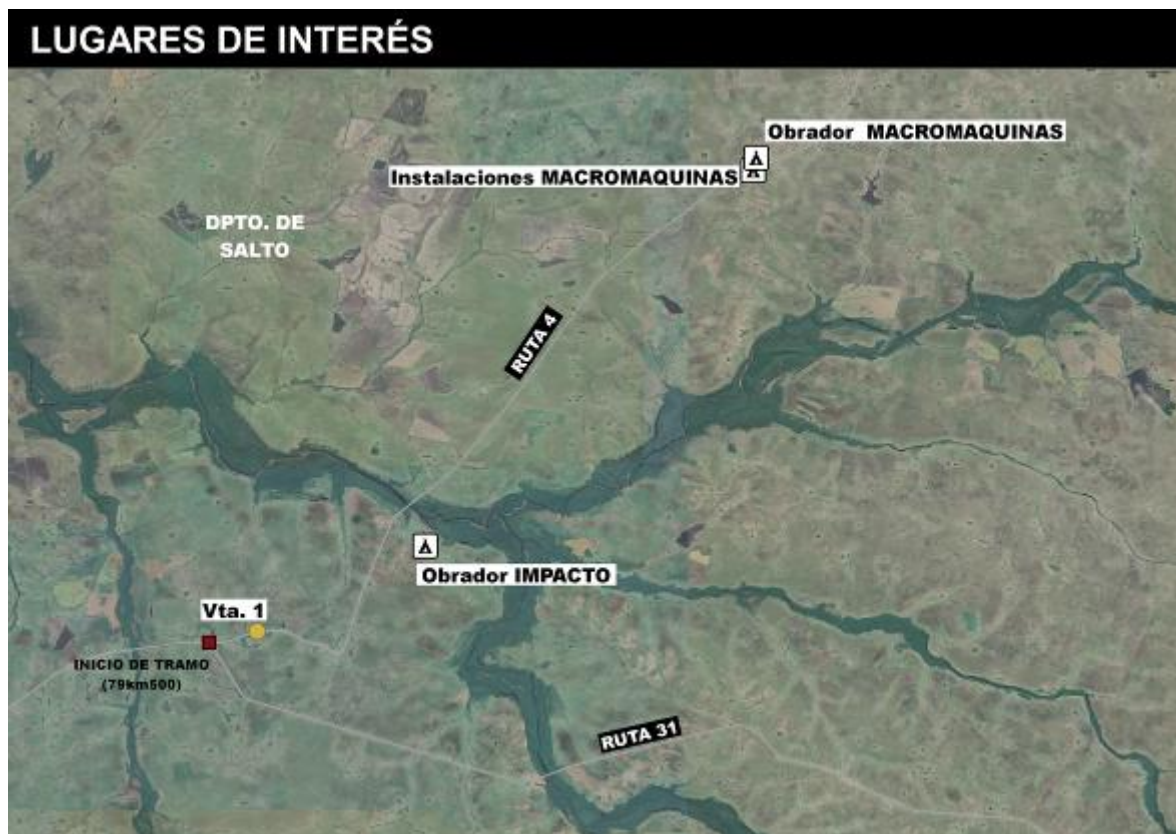 LUGARES DE INTERÉS
Obrador MACROMAQUINAS
Instalaciones MACROMAQUINAS
DPTO. DE
SALTO
RUTA 4
Obrador IMPACTO
Vta. 1
INICIO DE TRAMO
(79km500)
RUTA 31